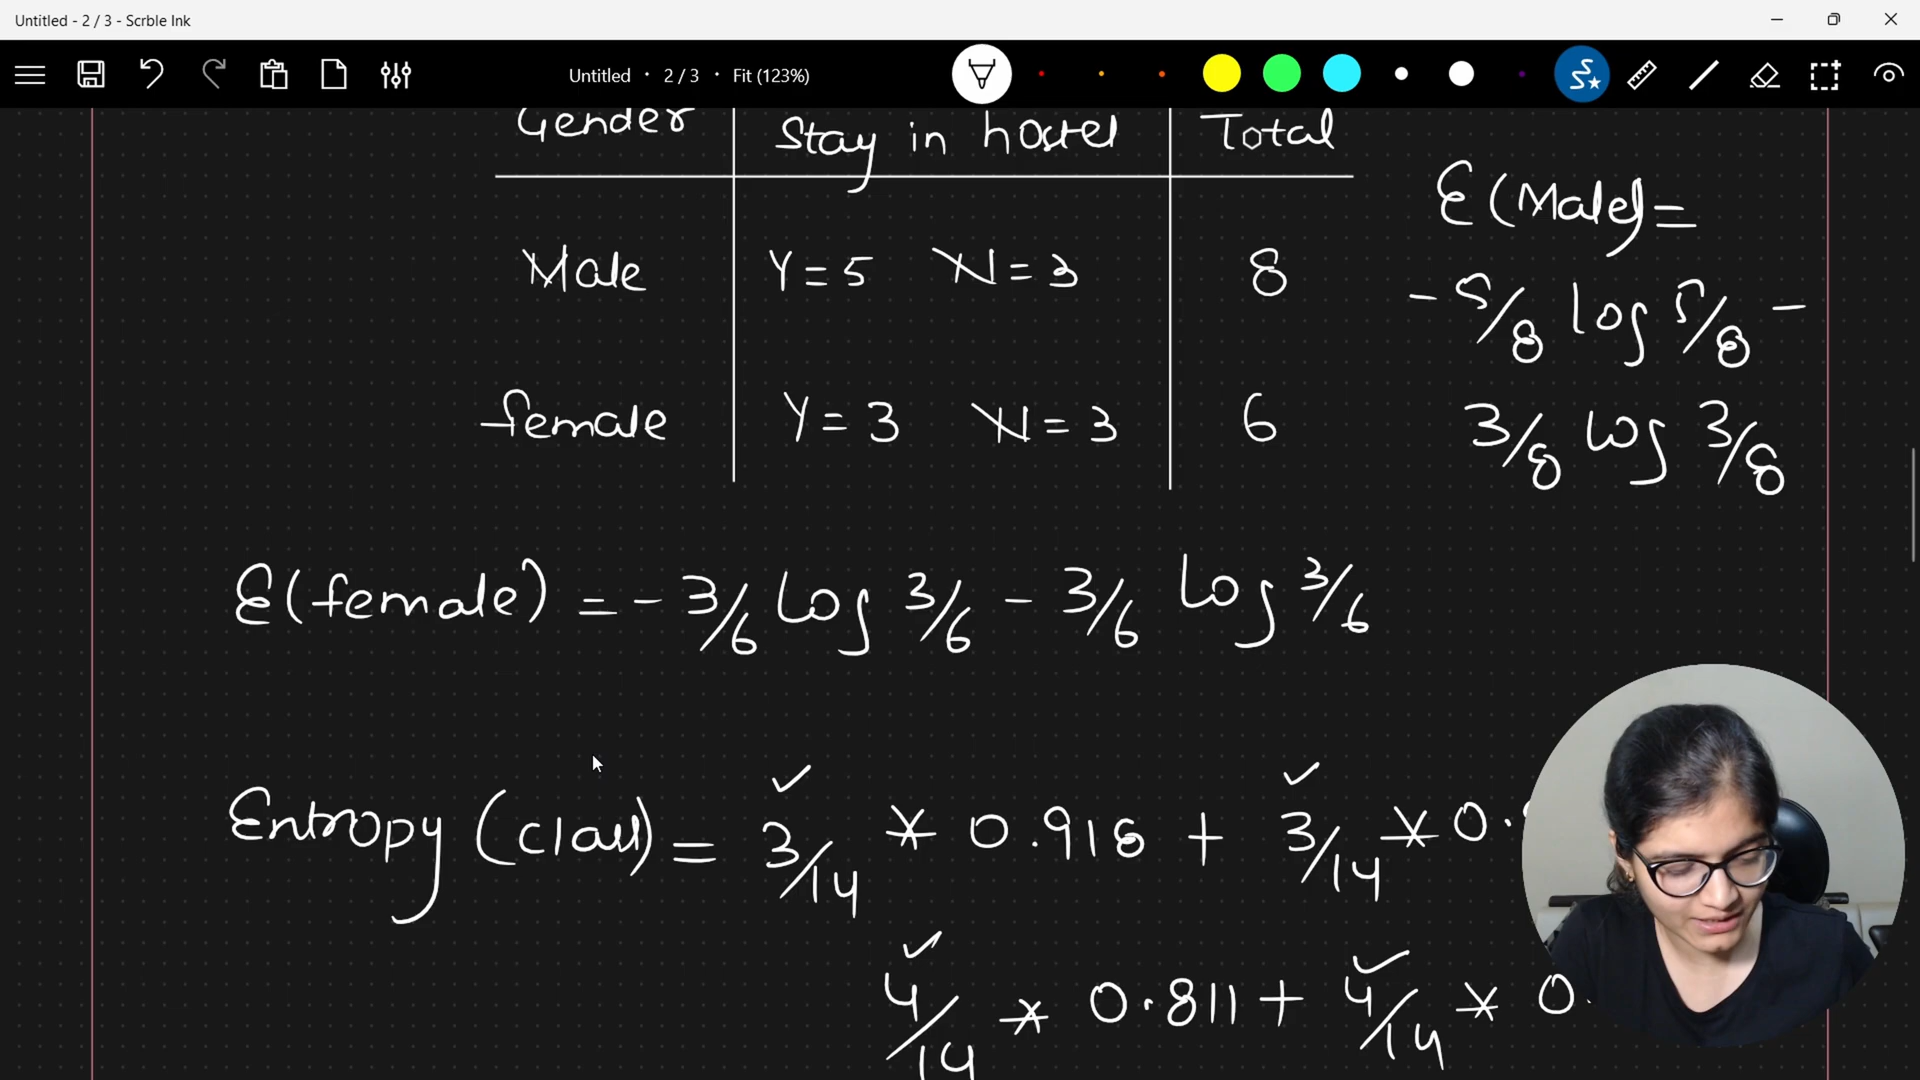 Untitled - 2 / 3 - Scrble Ink
Untitled • 2 / 3 • Fit (123%)
Gender Stay in hostel Total
Male Y = 5 N = 3 8
female Y = 3 N = 3 6
E(Male) =
- 5/8 log 5/8 -
3/8 log 3/8
E(female) = - 3/6 log 3/6 - 3/6 log 3/6
Entropy (class) = 3/14 * 0.918 + 3/14 * 0.
4/14 * 0.811 + 4/14 * 0.